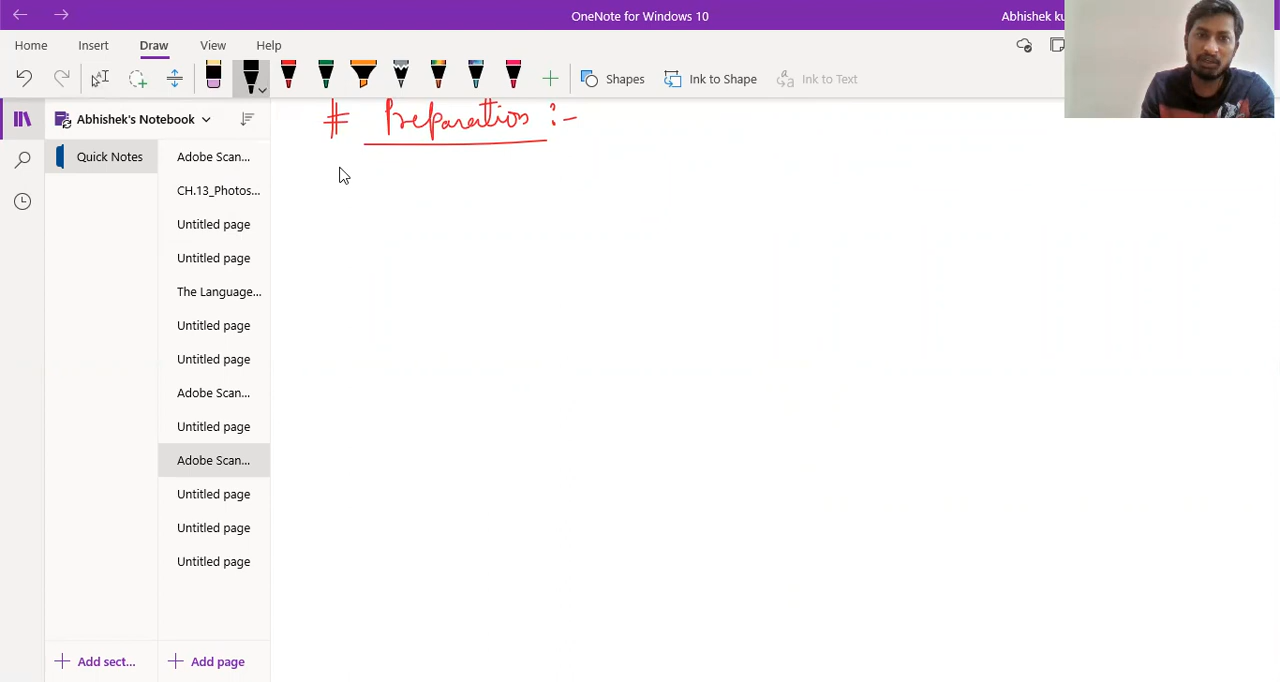 OneNote for Windows 10
Abhishek ku
Home Insert Draw View Help
Shapes Ink to Shape Ink to Text
Abhishek's Notebook
Quick Notes
Adobe Scan...
CH.13_Photos...
Untitled page
Untitled page
The Language...
Untitled page
Untitled page
Adobe Scan...
Untitled page
Adobe Scan...
Untitled page
Untitled page
Untitled page
+ Add sect...
+ Add page
# Preparation :-